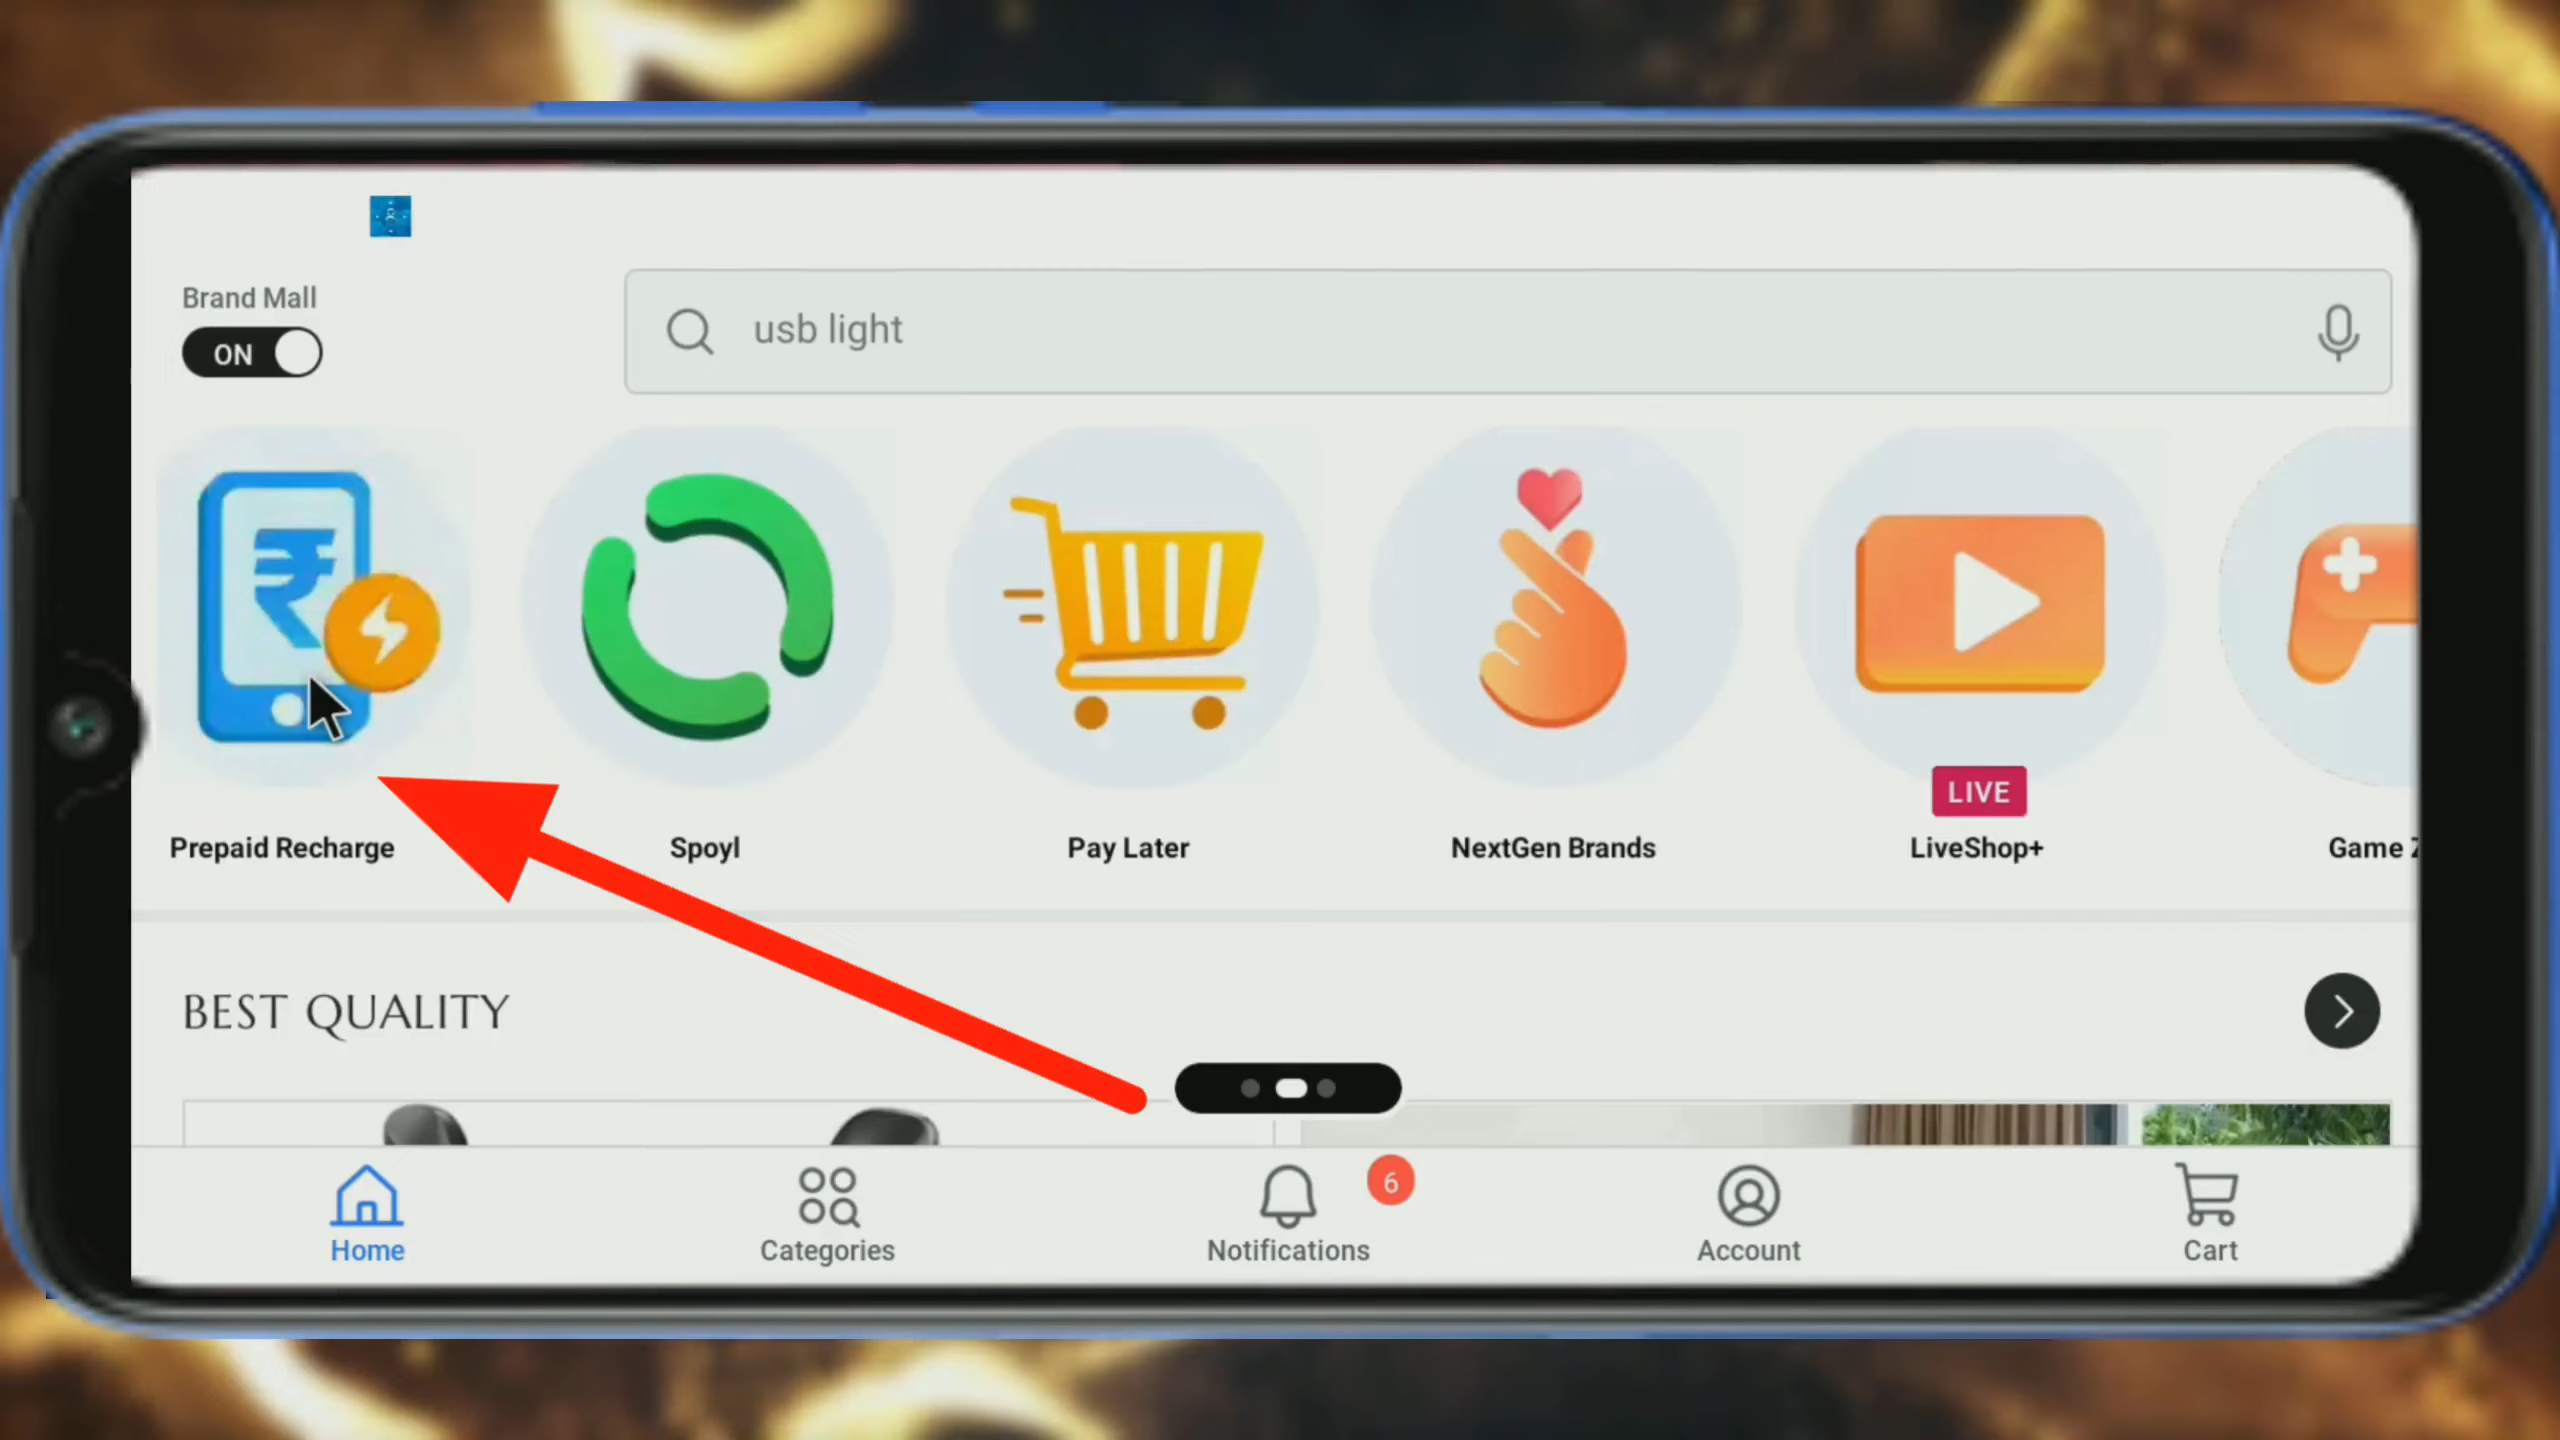 Brand Mall
ON
usb light
LIVE
Prepaid Recharge
Spoyl
Pay Later
NextGen Brands
LiveShop+
Game
BEST QUALITY
6
Home
Categories
Notifications
Account
Cart